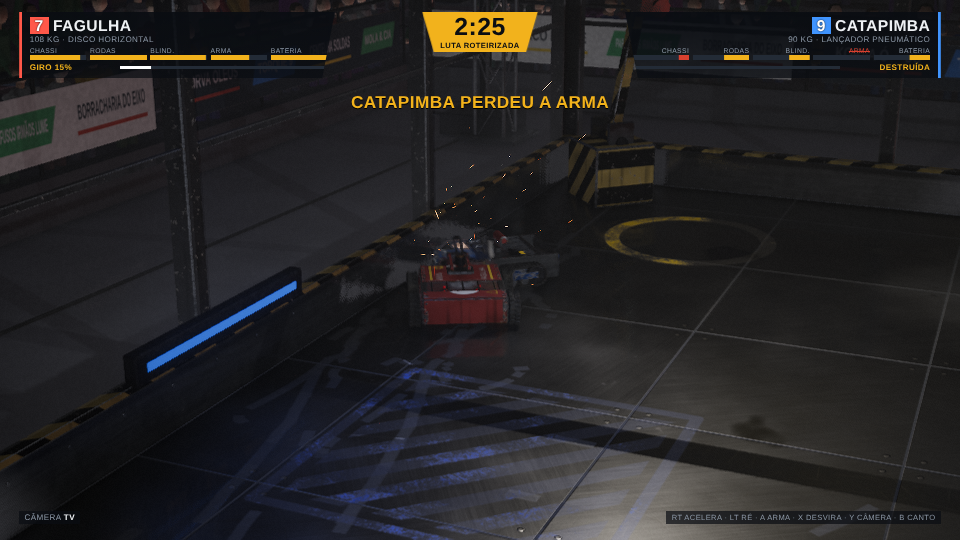 7 FAGULHA
108 KG · DISCO HORIZONTAL
CHASSI RODAS BLIND. ARMA BATERIA
GIRO 15%
2:25
LUTA ROTEIRIZADA
9 CATAPIMBA
90 KG · LANÇADOR PNEUMÁTICO
CHASSI RODAS BLIND. ARMA BATERIA
DESTRUÍDA
CATAPIMBA PERDEU A ARMA
BORRACHARIA DO EIXO
MOLA & CIA
CÂMERA TV
RT ACELERA · LT RÉ · A ARMA · X DESVIRA · Y CÂMERA · B CANTO